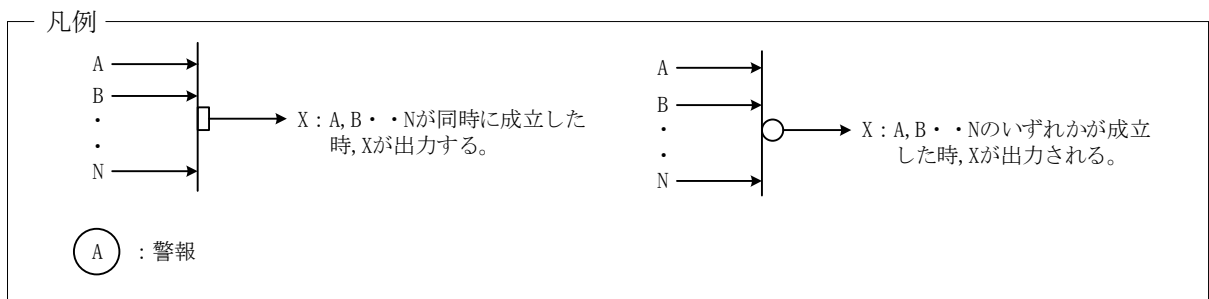 凡例
A
B
・
・
N
X：A,B・・Nが同時に成立した
時,Xが出力する。
A
B
・
・
N
X：A,B・・Nのいずれかが成立
した時,Xが出力される。
A ：警報